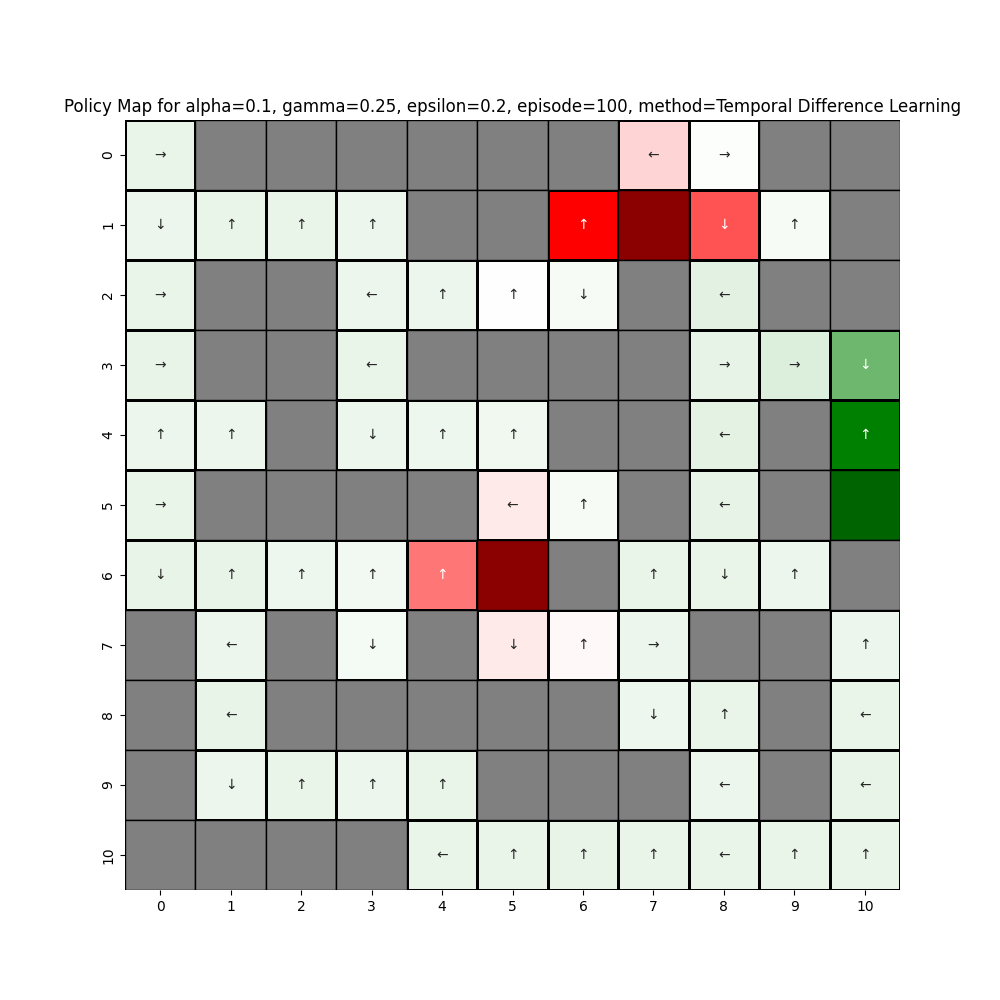 Policy Map for alpha=0.1, gamma=0.25, epsilon=0.2, episode=100, method=Temporal Difference Learning
0 → ← →
1 ↓ ↑ ↑ ↑ ↑ ↓ ↑
2 → ← ↑ ↑ ↓ ←
3 → ← → → ↓
4 ↑ ↑ ↓ ↑ ↑ ← ↑
5 → ← ↑ ←
6 ↓ ↑ ↑ ↑ ↑ ↑ ↓ ↑
7 ← ↓ ↓ ↑ → ↑
8 ← ↓ ↑ ←
9 ↓ ↑ ↑ ↑ ← ←
10 ← ↑ ↑ ↑ ← ↑ ↑
0 1 2 3 4 5 6 7 8 9 10